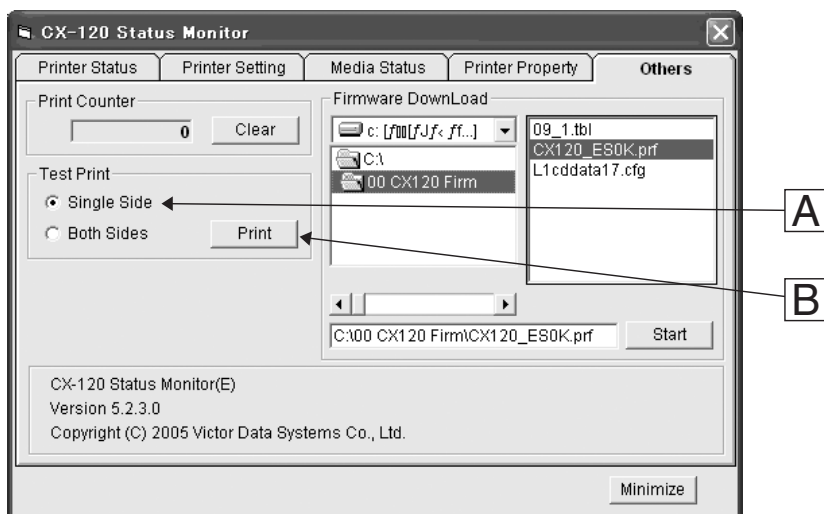 CX-120 Status Monitor
Printer Status
Printer Setting
Media Status
Printer Property
Others
Print Counter
0
Clear
Test Print
Single Side
Both Sides
Print
Firmware DownLoad
C:\
00 CX120 Firm
09_1.tbl
CX120_ES0K.prf
L1cddata17.cfg
C:\00 CX120 Firm\CX120_ES0K.prf
Start
A
B
CX-120 Status Monitor(E)
Version 5.2.3.0
Copyright (C) 2005 Victor Data Systems Co., Ltd.
Minimize